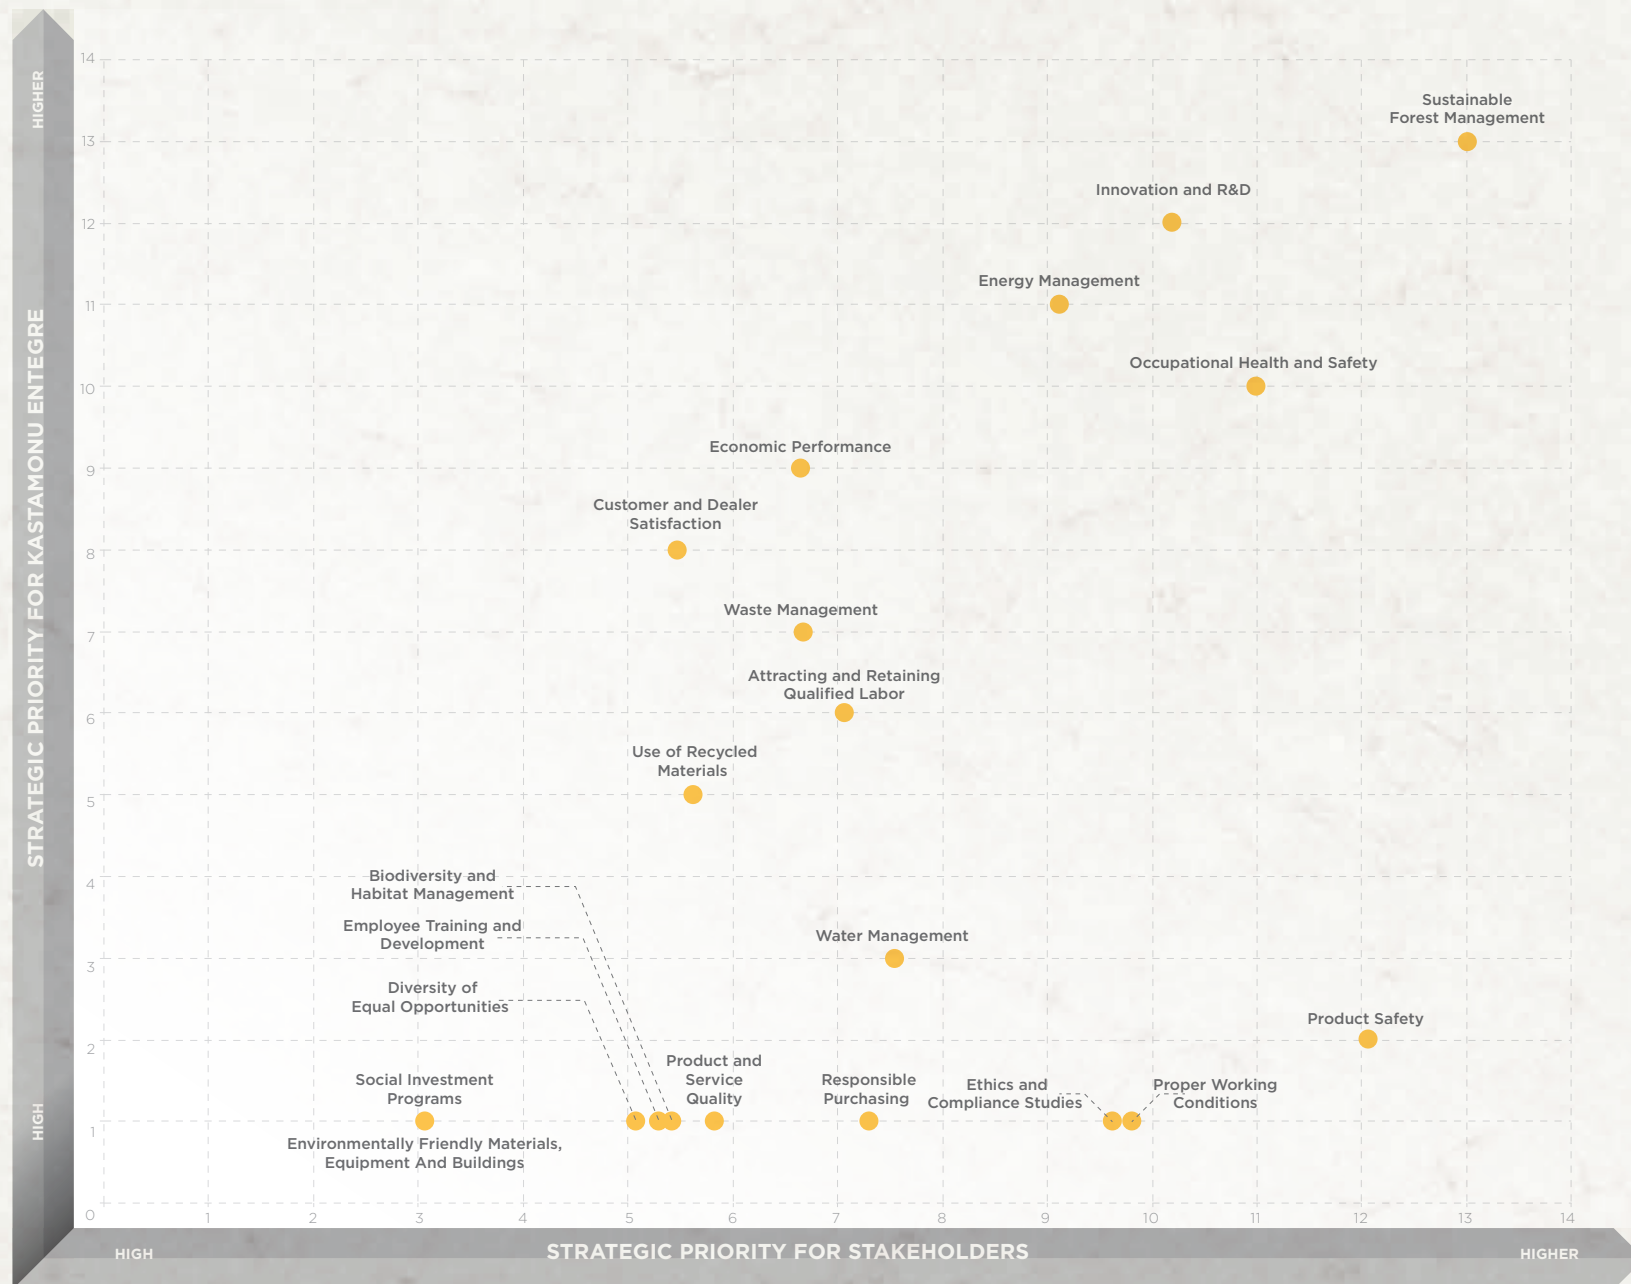 HIGHER
STRATEGIC PRIORITY FOR KASTAMONU ENTEGRE
HIGH
14
13
12
11
10
9
8
7
6
5
4
3
2
1
0
Sustainable
Forest Management
Innovation and R&D
Energy Management
Occupational Health and Safety
Economic Performance
Customer and Dealer
Satisfaction
Waste Management
Attracting and Retaining
Qualified Labor
Use of Recycled
Materials
Biodiversity and
Habitat Management
Employee Training and
Development
Water Management
Diversity of
Equal Opportunities
Product Safety
Social Investment
Programs
Product and
Service
Quality
Responsible
Purchasing
Ethics and
Compliance Studies
Proper Working
Conditions
Environmentally Friendly Materials,
Equipment And Buildings
1 2 3 4 5 6 7 8 9 10 11 12 13 14
HIGH STRATEGIC PRIORITY FOR STAKEHOLDERS HIGHER